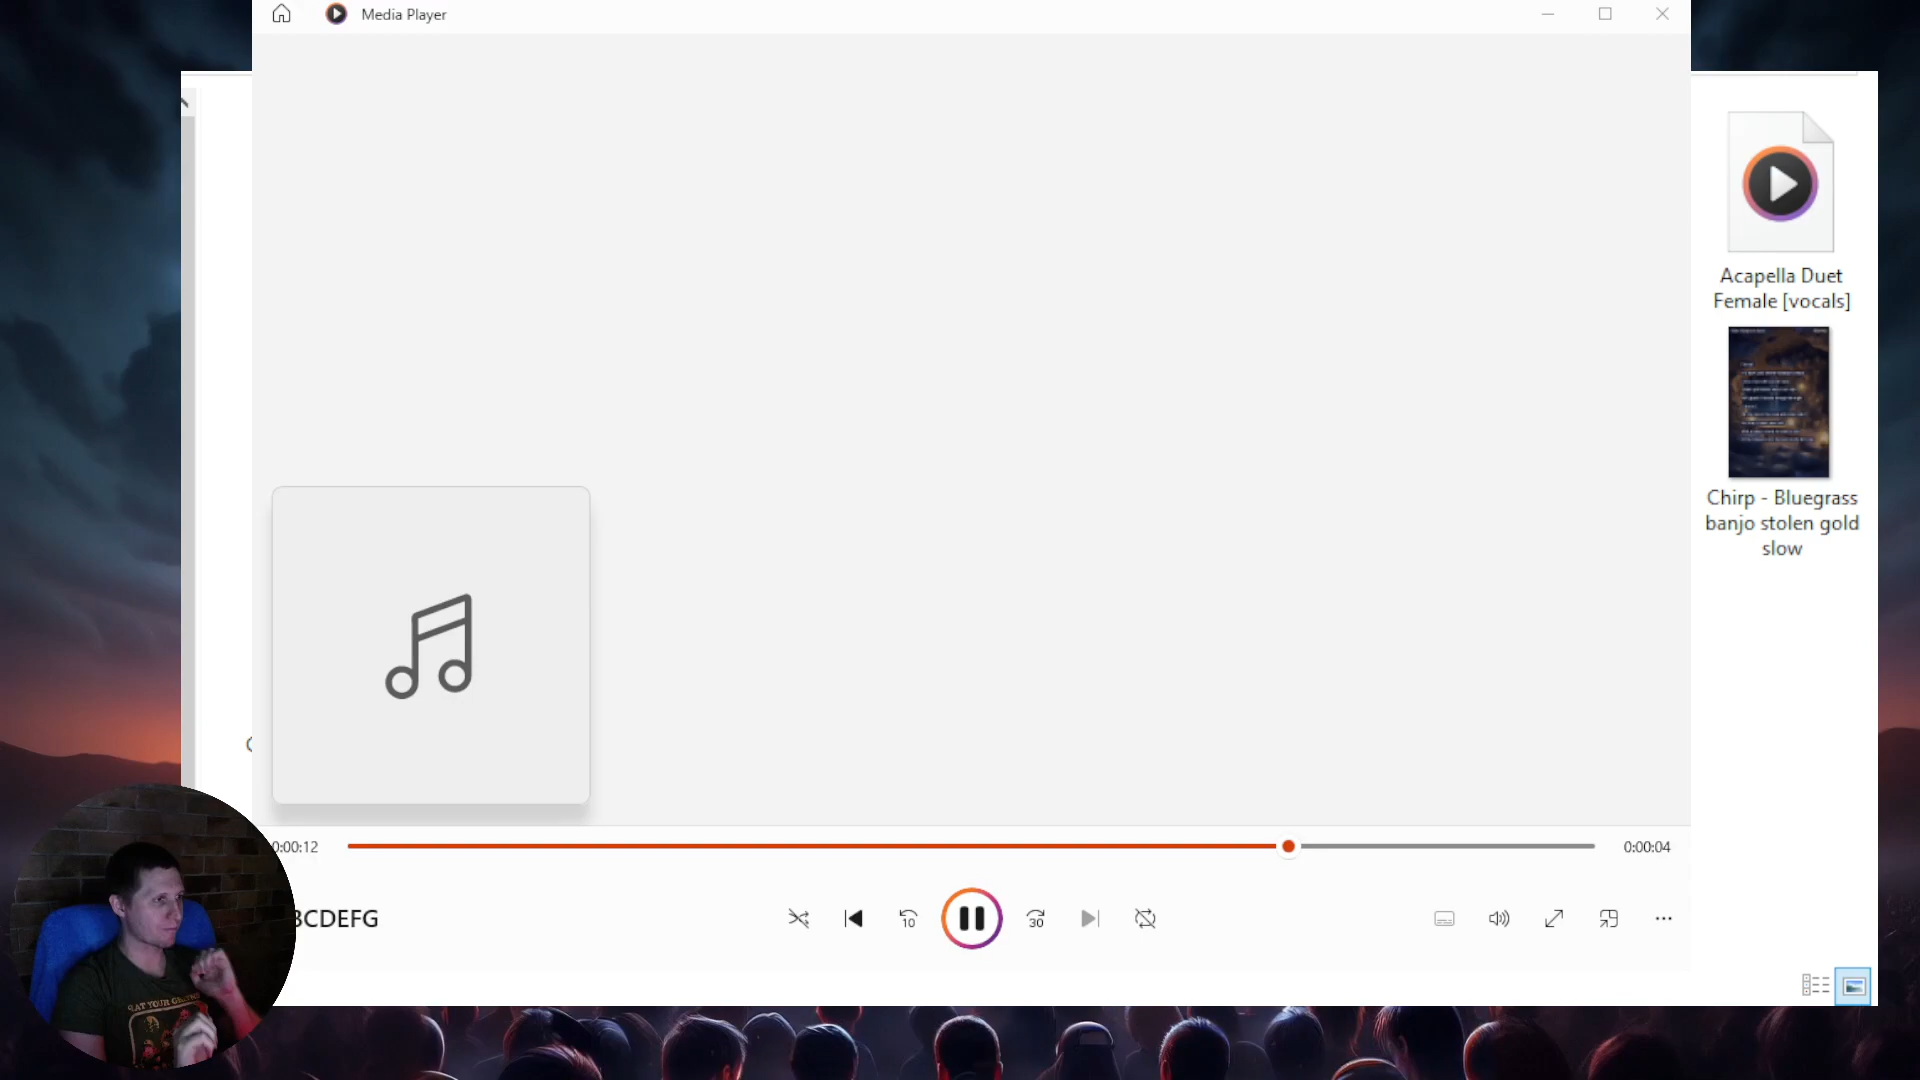 Media Player
Acapella Duet
Female [vocals]
Chirp - Bluegrass
banjo stolen gold
slow
0:00:12
0:00:04
BCDEFG
10
30